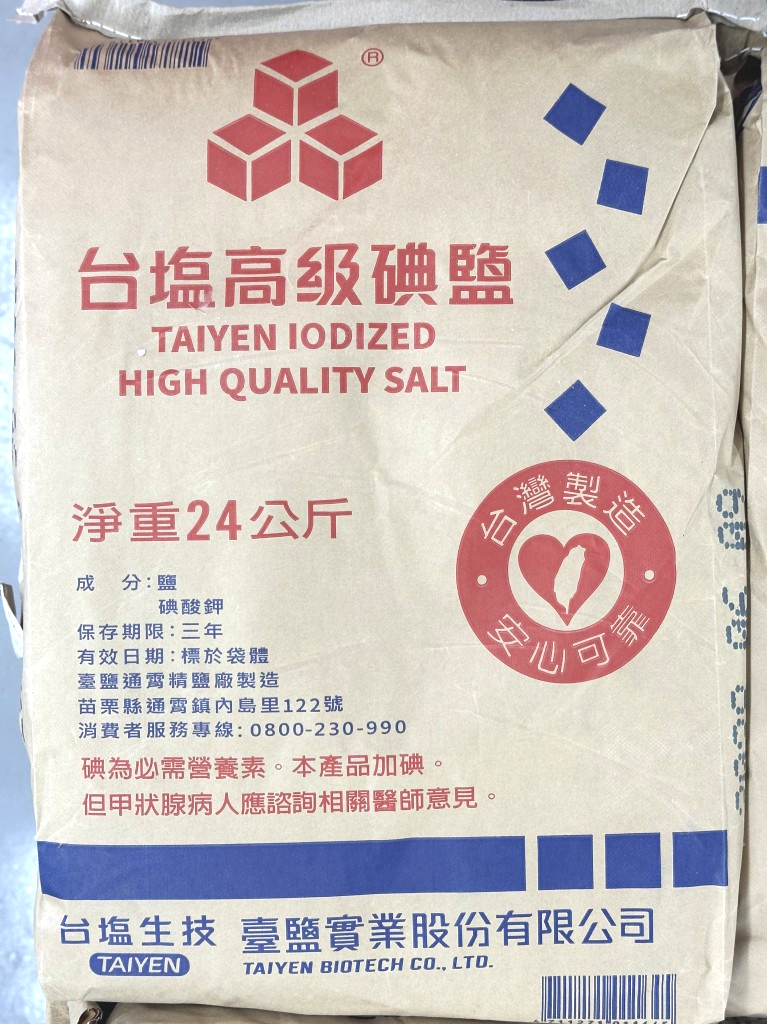 ®
台塩高級碘鹽
TAIYEN IODIZED
HIGH QUALITY SALT
淨重24公斤
台灣製造
安心可靠
成 分:鹽
碘酸鉀
保存期限:三年
有效日期:標於袋體
臺鹽通霄精鹽廠製造
苗栗縣通霄鎮內島里122號
消費者服務專線:0800-230-990
碘為必需營養素。本產品加碘。
但甲狀腺病人應諮詢相關醫師意見。
台塩生技 臺鹽實業股份有限公司
TAIYEN TAIYEN BIOTECH CO., LTD.